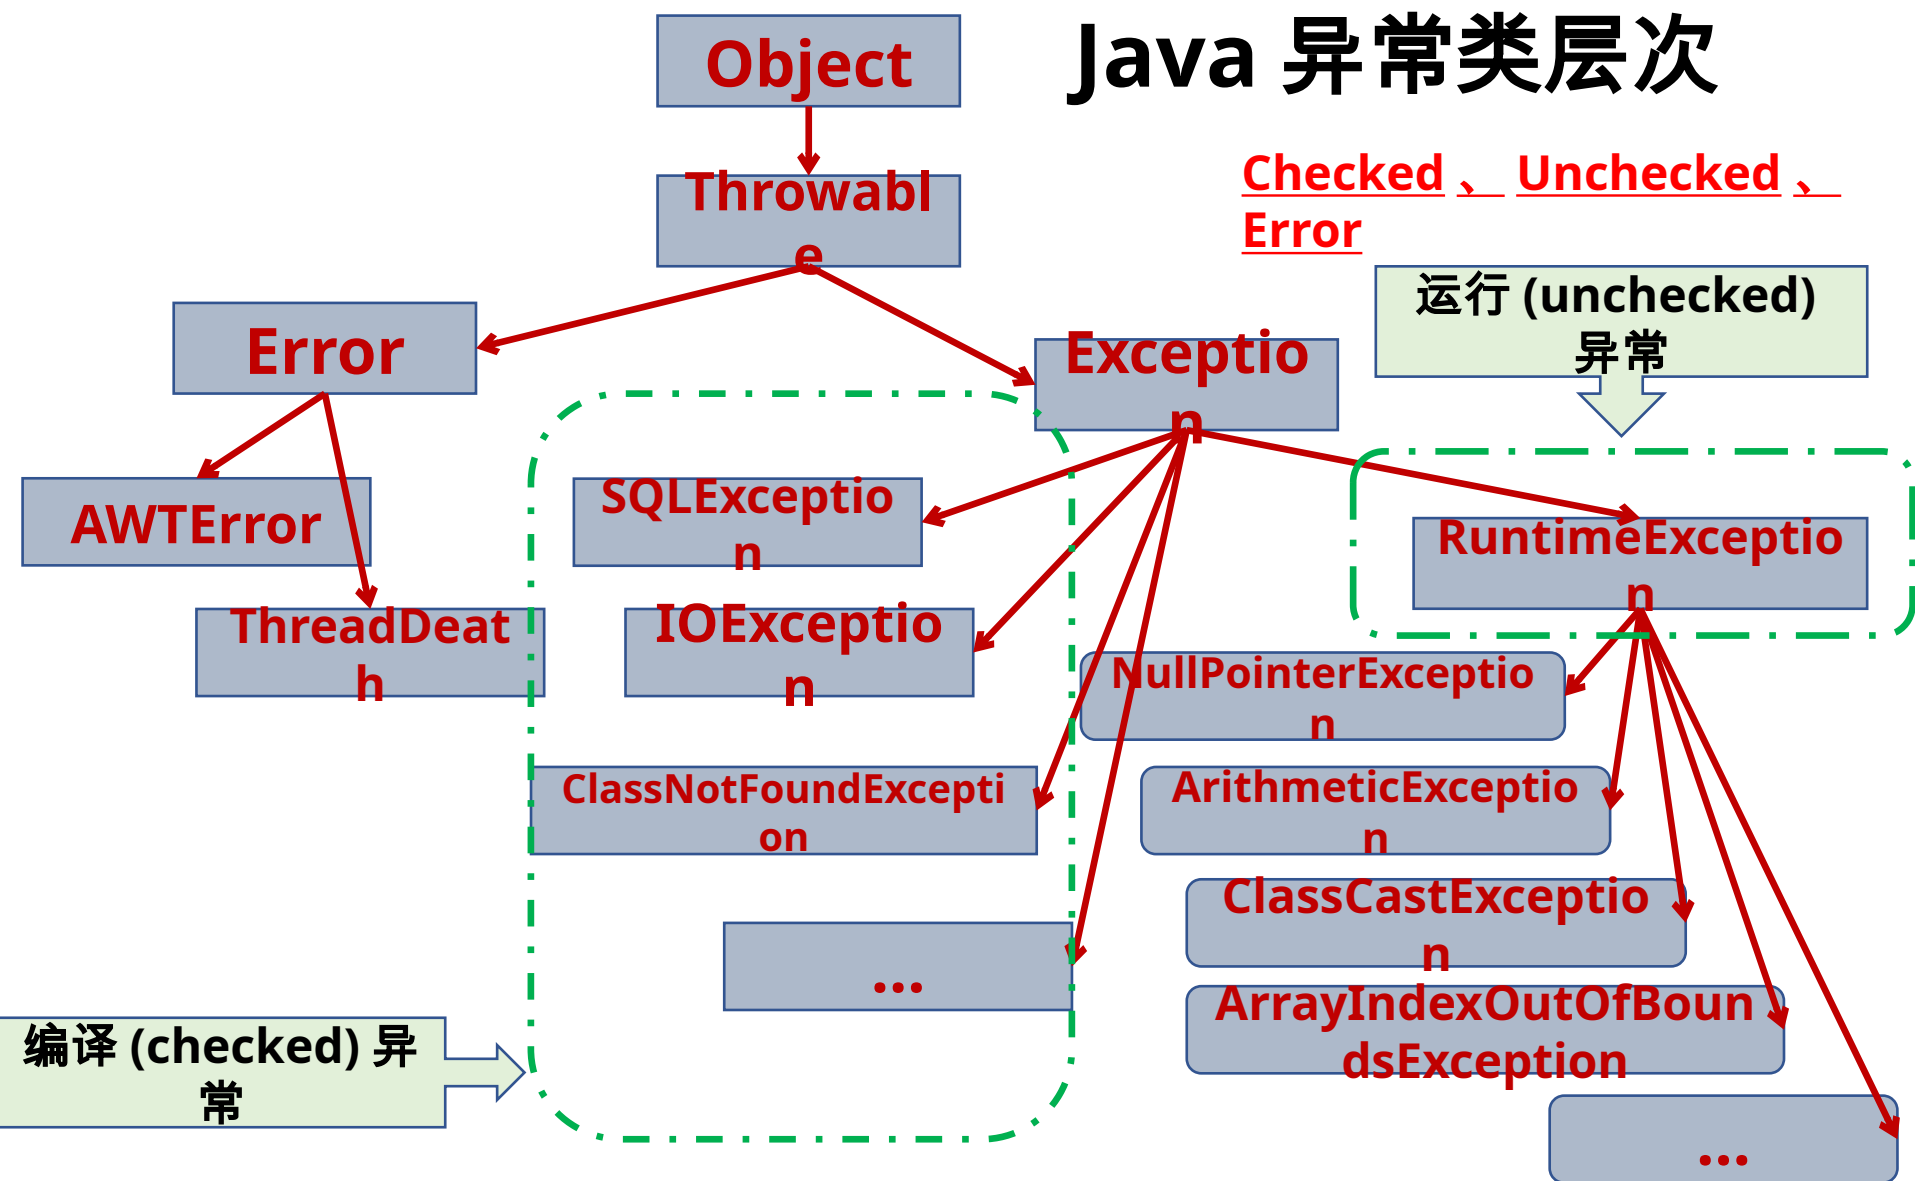 Object
Java 异常类层次
Throwabl
e
Checked 、 Unchecked 、
Error
运行 (unchecked)
异常
Error
Exceptio
n
AWTError
SQLExceptio
n
RuntimeExceptio
n
ThreadDeat
h
IOExceptio
n
NullPointerExceptio
n
ClassNotFoundExcepti
on
ArithmeticExceptio
n
ClassCastExceptio
n
...
ArrayIndexOutOfBoun
dsException
编译 (checked) 异
常
...